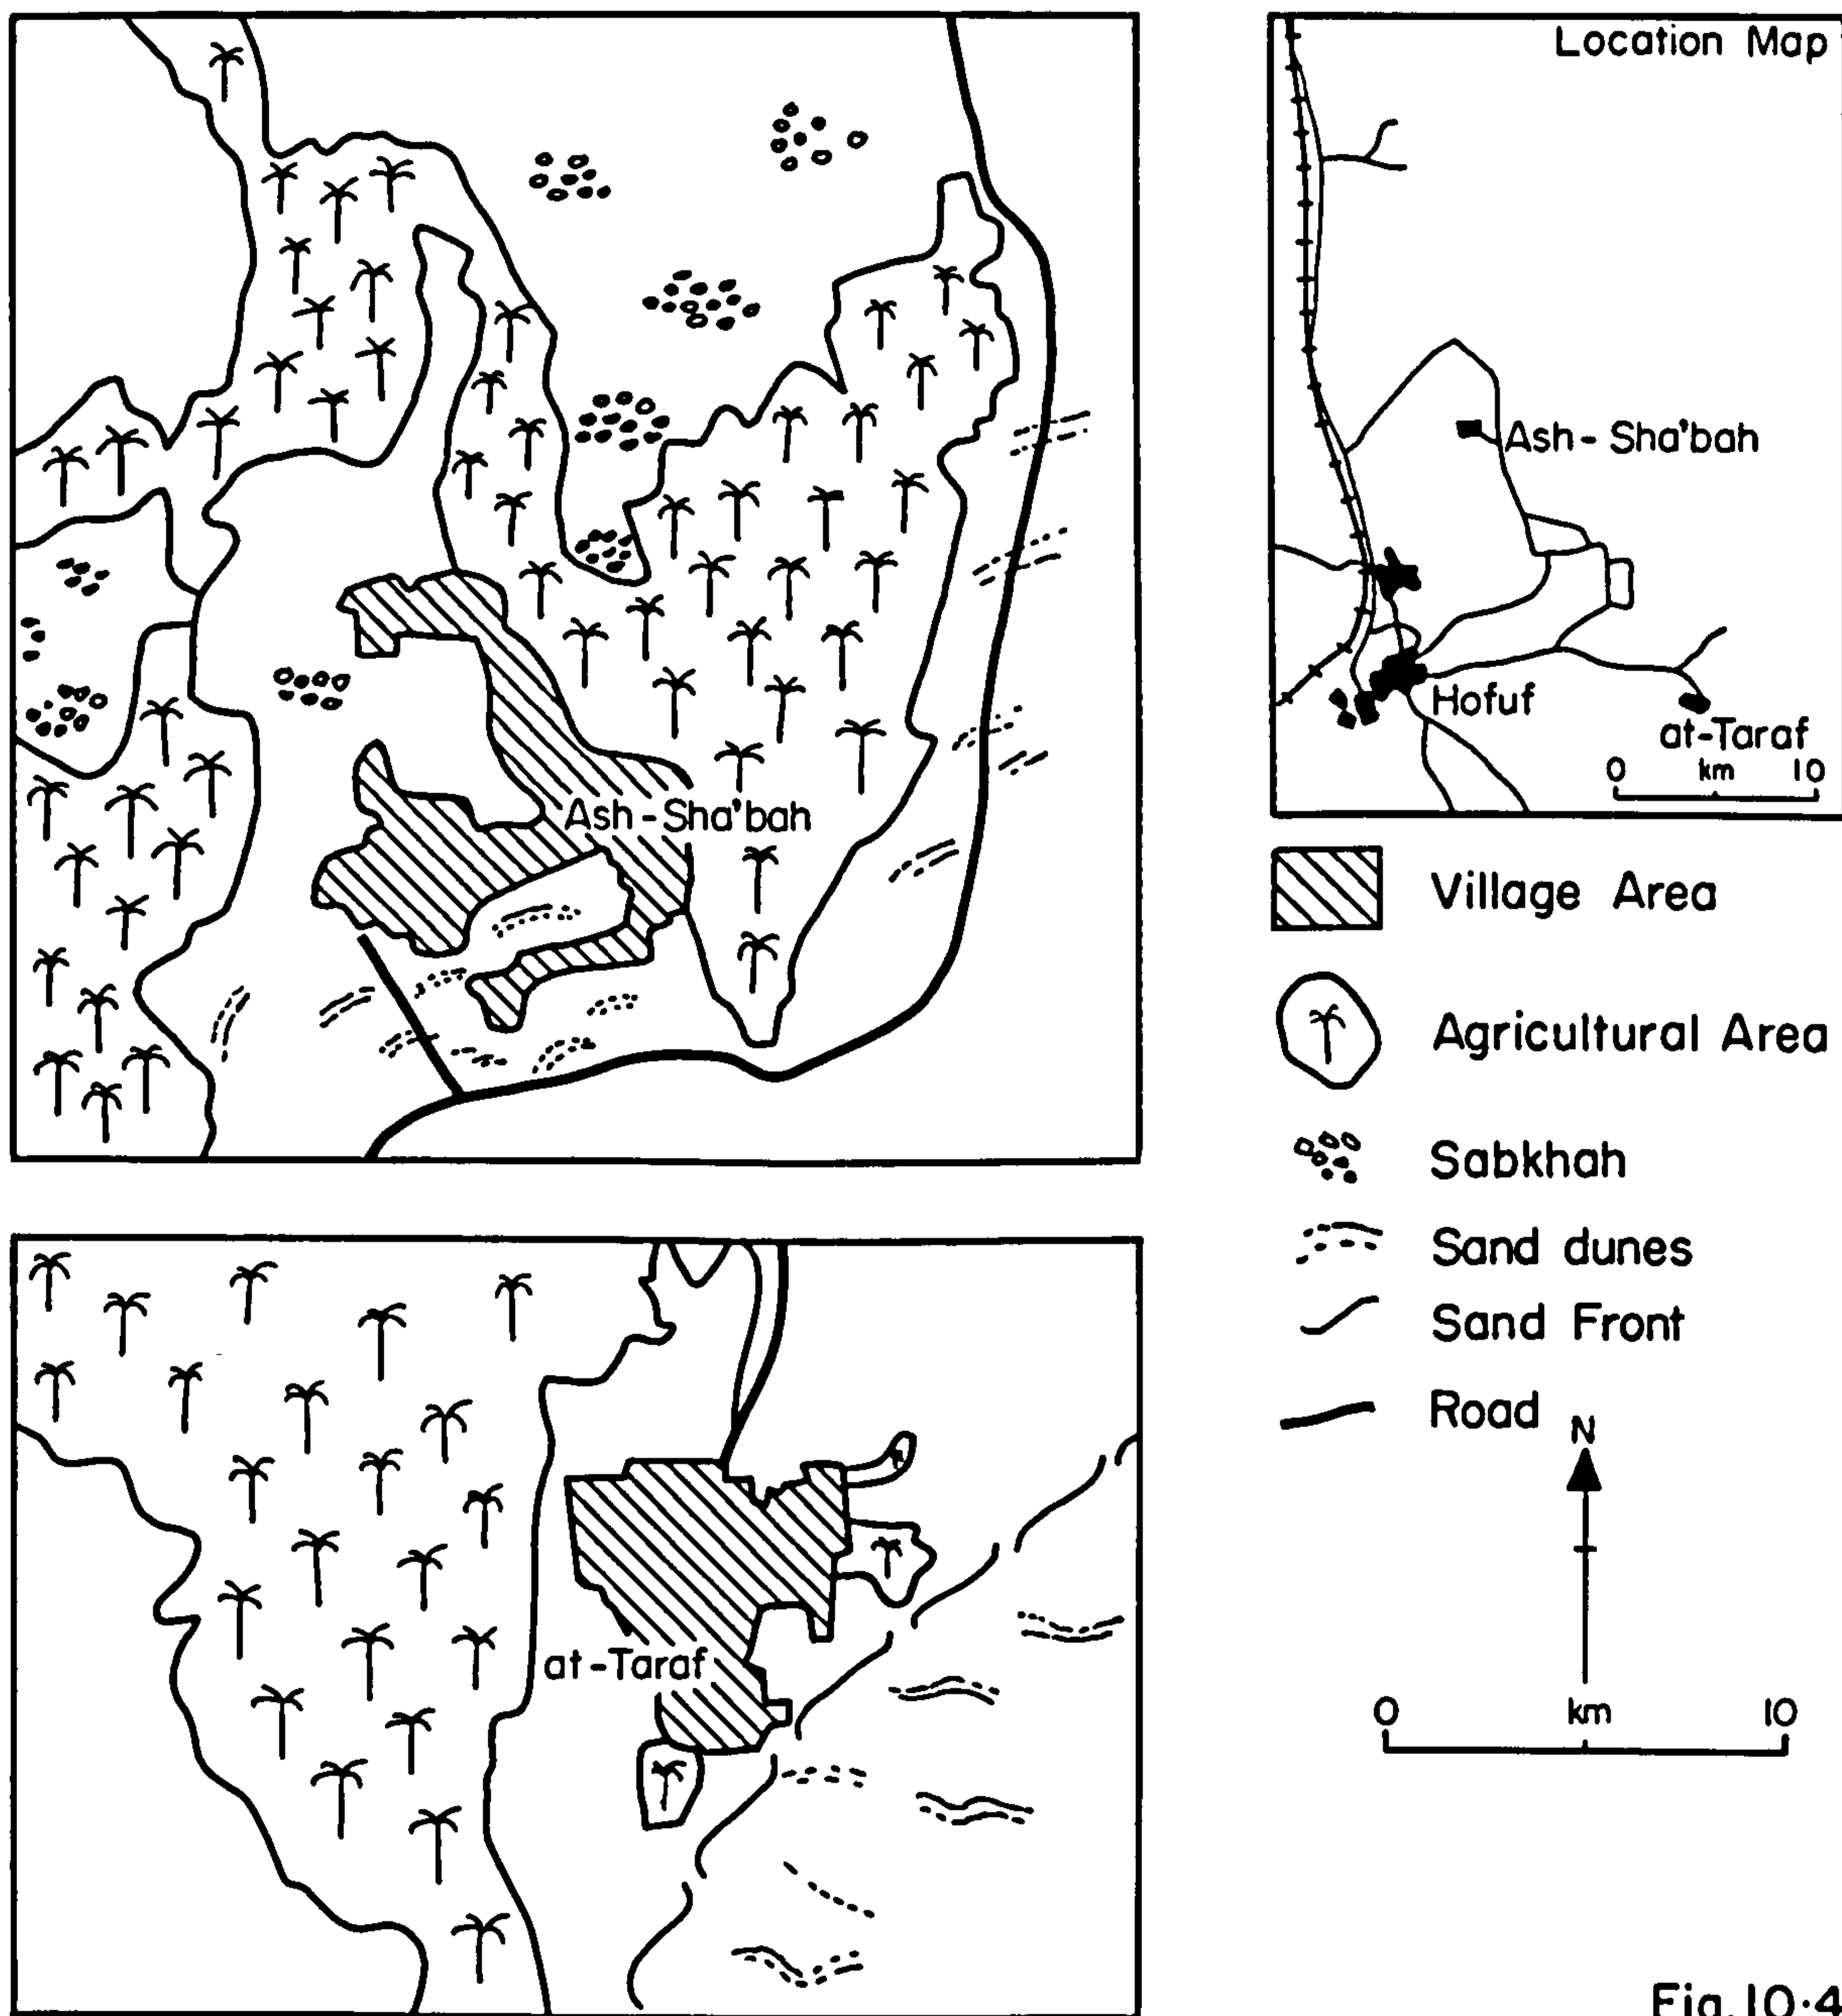 Ash-Sha'bah
at-Taraf
Location Map
Ash-Sha'bah
Hofuf
at-Taraf
0 km 10
Village Area
Agricultural Area
Sabkhah
Sand dunes
Sand Front
Road
N
0 km 10
Fig.10·4